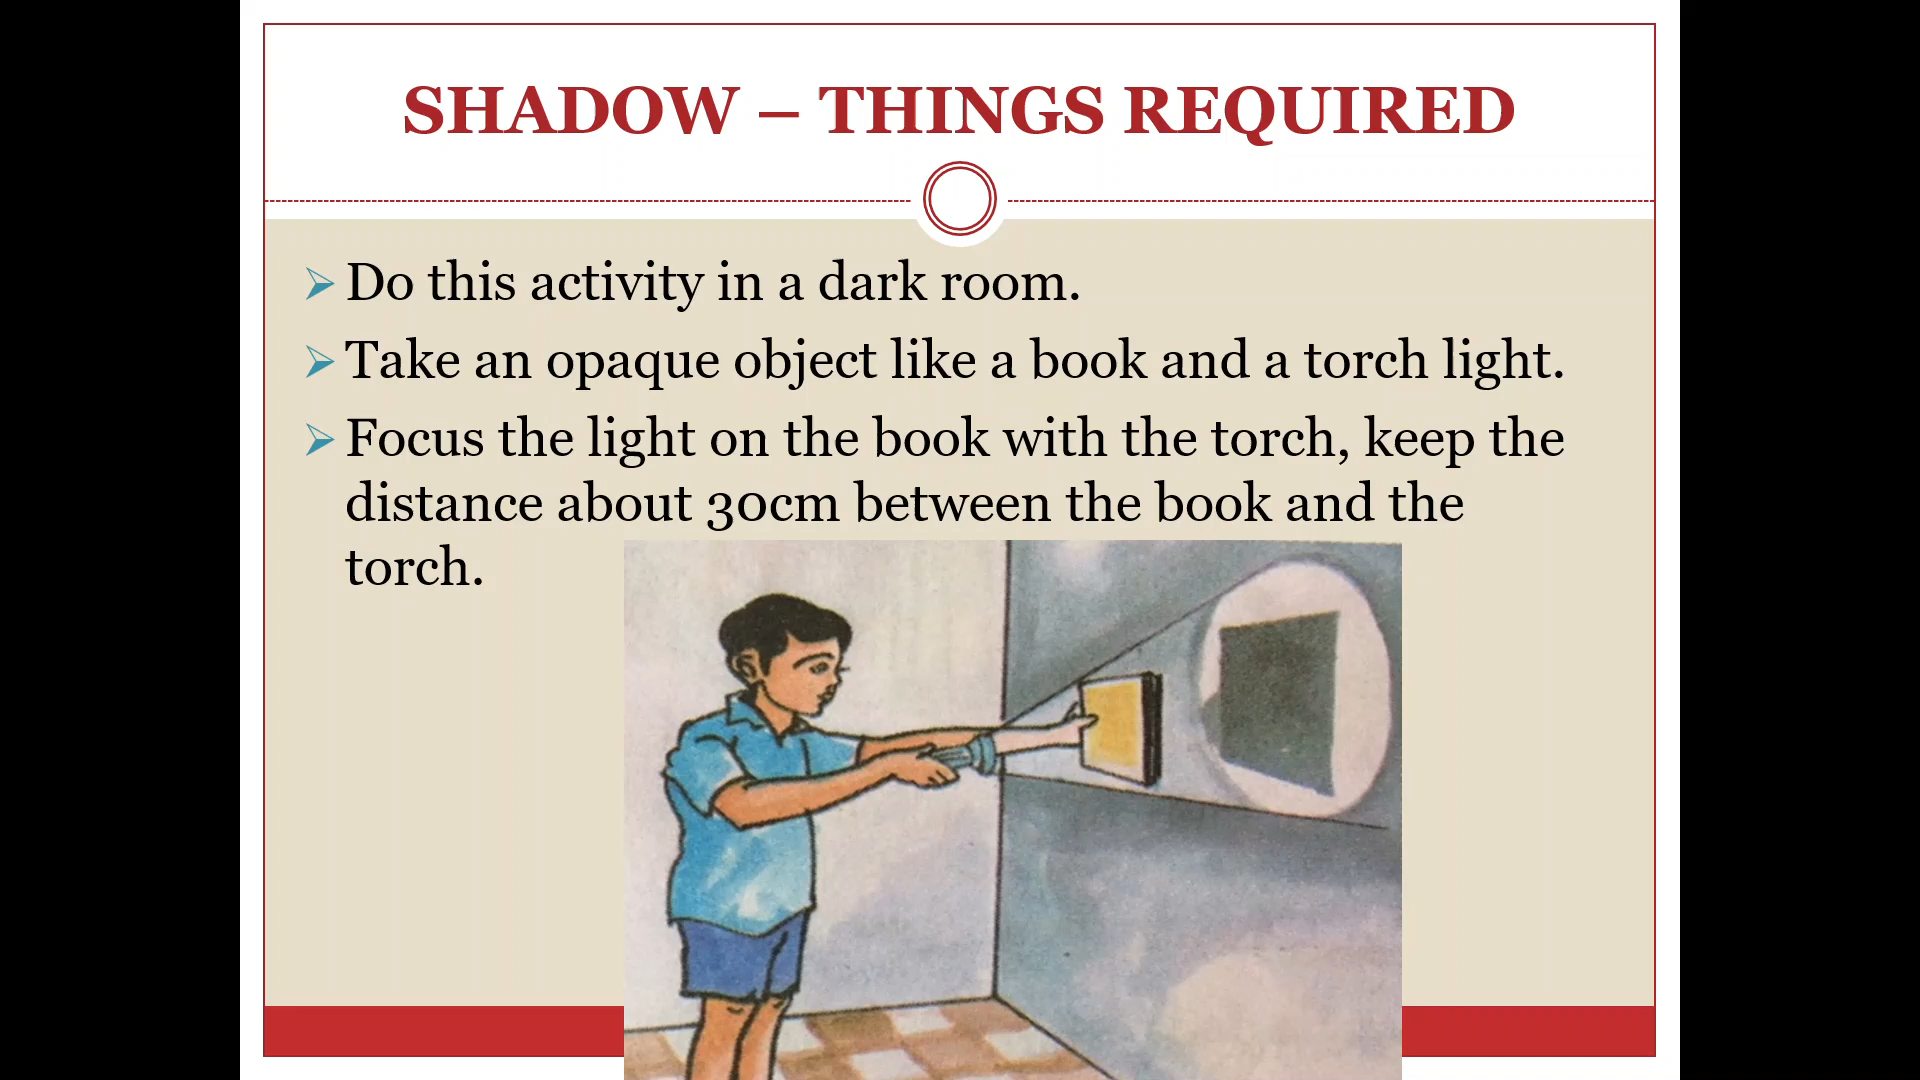 SHADOW – THINGS REQUIRED
Do this activity in a dark room.
Take an opaque object like a book and a torch light.
Focus the light on the book with the torch, keep the
distance about 30cm between the book and the
torch.